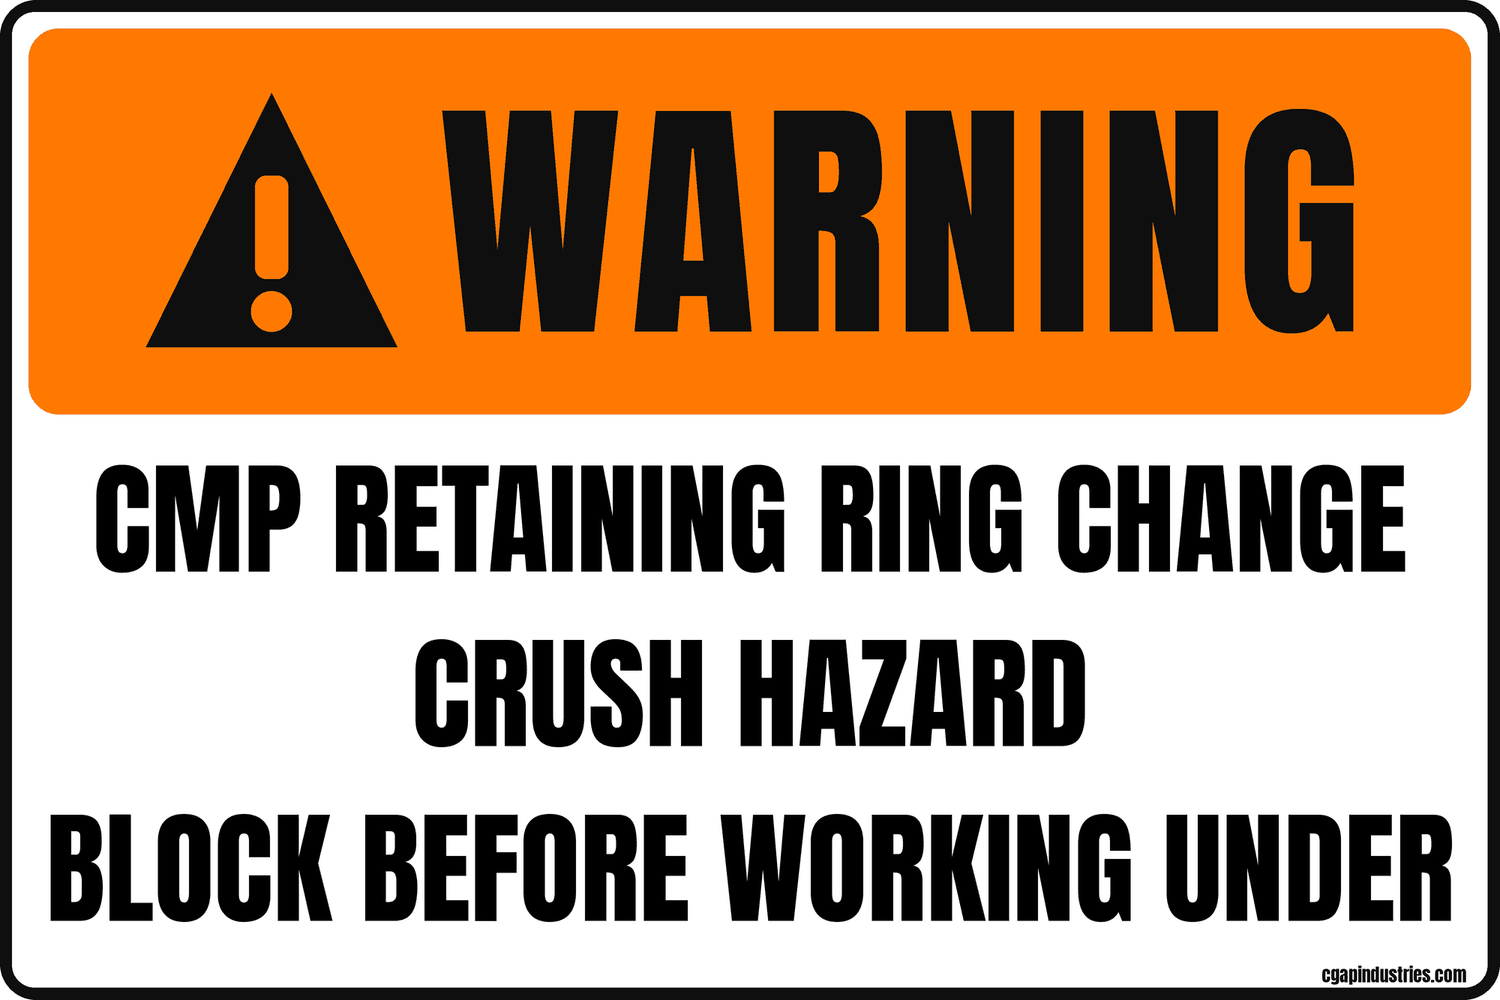 WARNING
CMP RETAINING RING CHANGE
CRUSH HAZARD
BLOCK BEFORE WORKING UNDER
cgapindustries.com